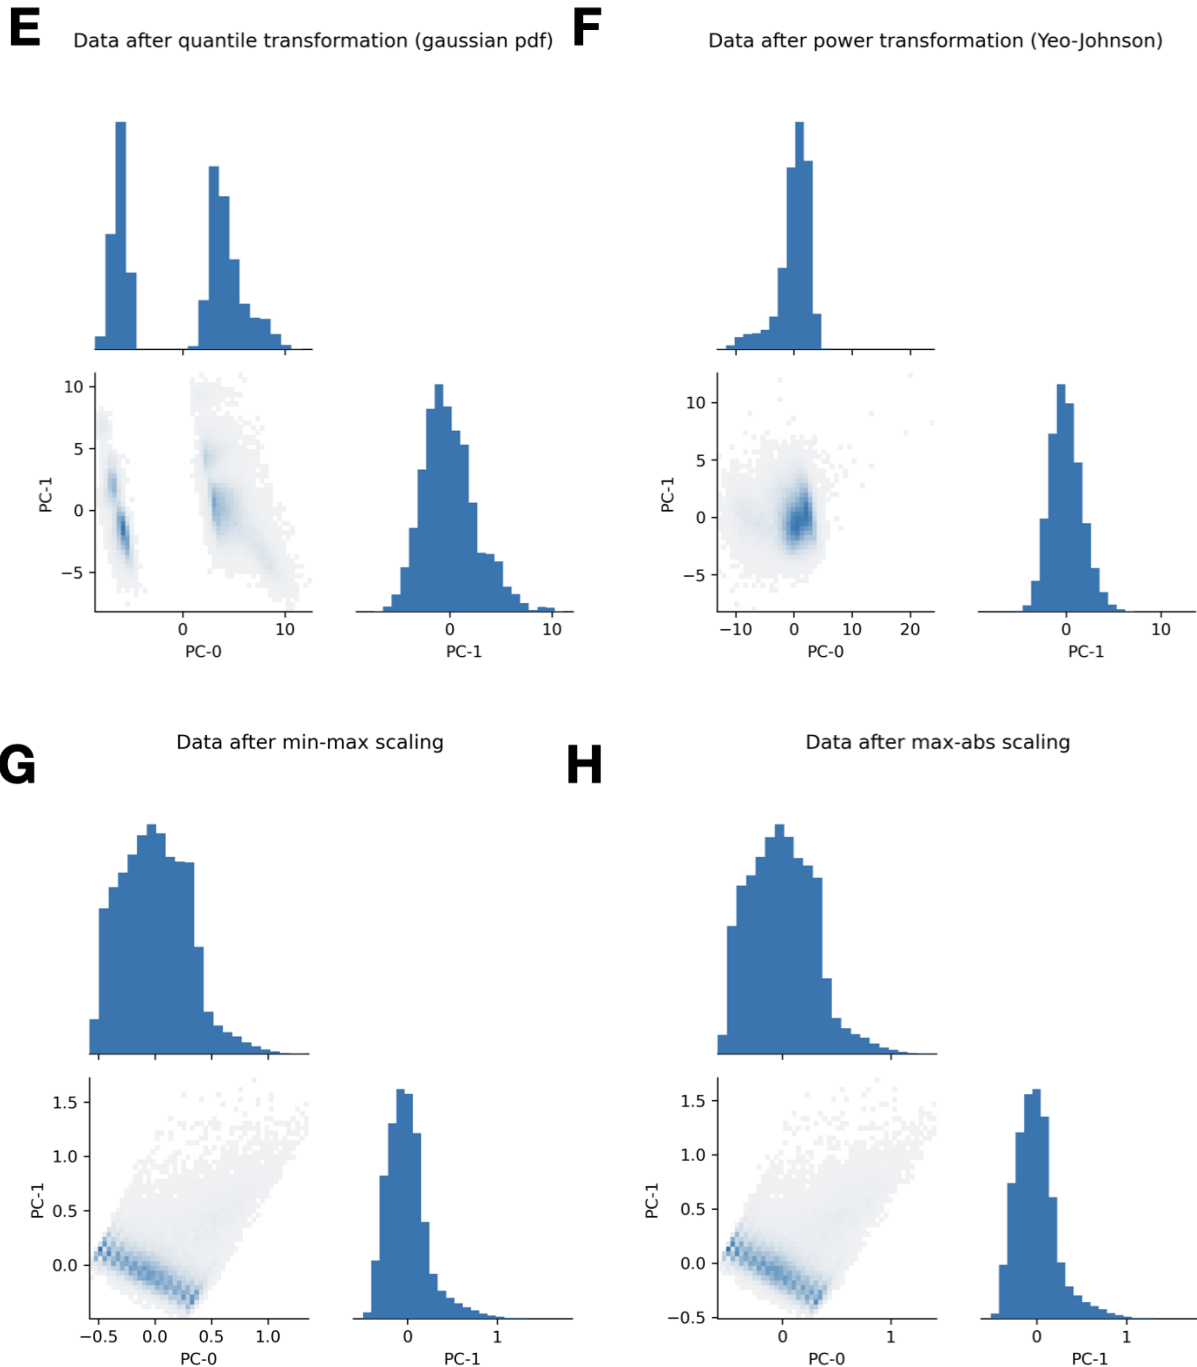 E Data after quantile transformation (gaussian pdf)
F Data after power transformation (Yeo-Johnson)
10
5
0
−5
PC-1
0 10
PC-0
0 10
PC-1
10
5
0
−5
PC-1
−10 0 10 20
PC-0
0 10
PC-1
G Data after min-max scaling
H Data after max-abs scaling
1.5
1.0
0.5
0.0
PC-1
−0.5 0.0 0.5 1.0
PC-0
0 1
PC-1
1.5
1.0
0.5
0.0
−0.5
PC-1
0 1
PC-0
0 1
PC-1